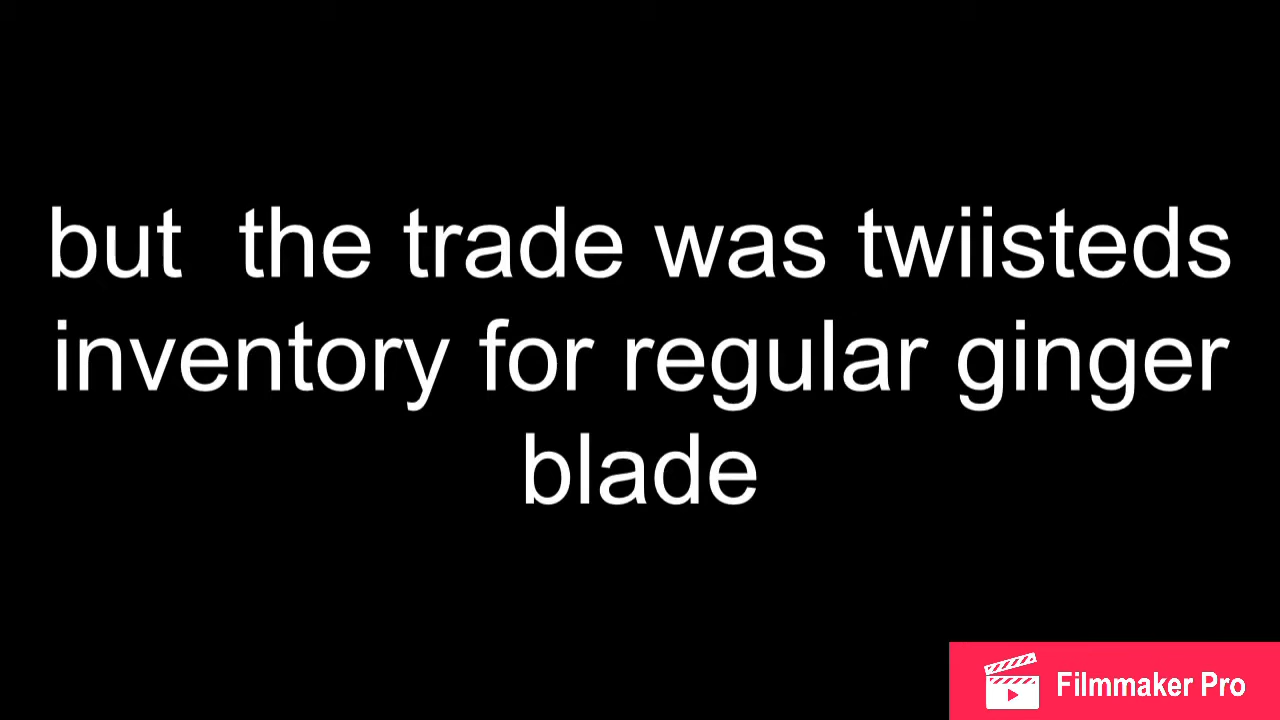 but  the trade was twiisteds
inventory for regular ginger
blade
Filmmaker Pro